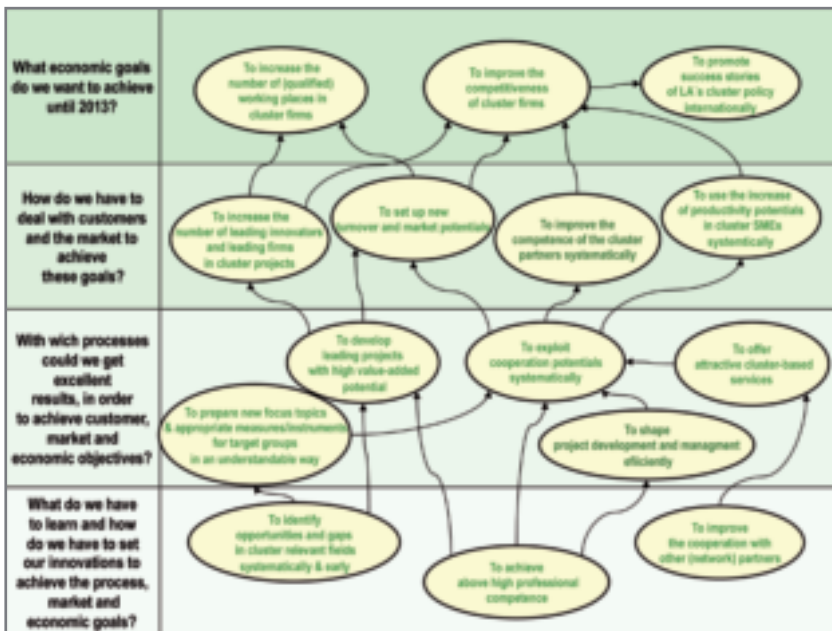 What economic goals
do we want to achieve
until 2013?
To increase the
number of (qualified)
working places in
cluster firms
To improve the
competitiveness
of cluster firms
To promote
success stories
of LA´s cluster policy
Internationally
How do we have to
deal with customers
and the market to
achieve
these goals?
To increase the
number of leading innovators
and leading firms
in cluster projects
To set up new
turnover and market potentials
To improve the
competence of the cluster
partners systematically
To use the increase
of productivity potentials
in cluster SMEs
systentically
With wich processes
could we get
excellent
results, in order
to achieve customer,
market and
economic objectives?
To develop
leading projects
with high value-added
potential
To exploit
cooperation potentials
systematically
To offer
attractive cluster-based
services
To prepare new focus topics
& appropriate measures/instruments
for target groups
in an understandable way
To shape
project development and managment
efficiently
What do we have
to learn and how
do we have to set
our innovations to
achieve the process,
market and
economic goals?
To identify
opportunities and gaps
in cluster relevant fields
systematically & early
To achieve
above high professional
competence
To improve
the cooperation with
other (network) partners